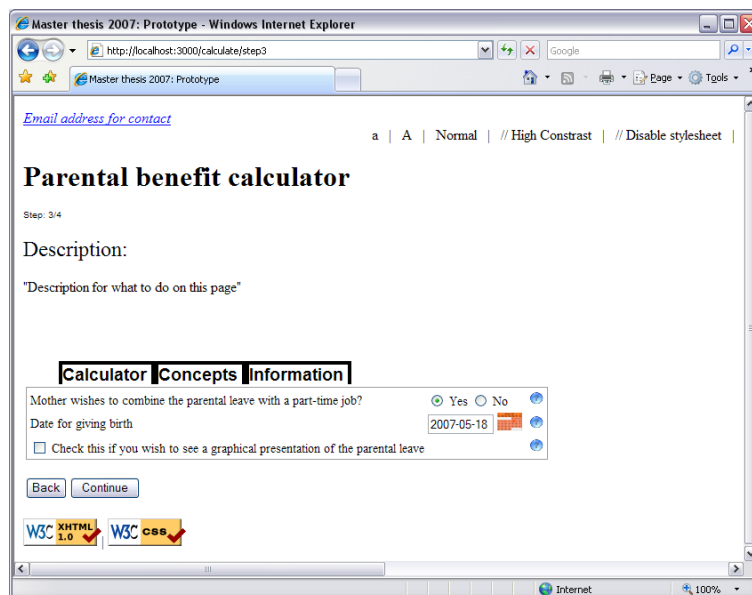 Master thesis 2007: Prototype - Windows Internet Explorer
http://localhost:3000/calculate/step3
Google
Master Thesis 2007: Prototype
Page
Tools
Email address for contact
a | A | Normal | // High Constrast | // Disable stylesheet |
Parental benefit calculator
Step: 3/4
Description:
"Description for what to do on this page"
Calculator Concepts Information
Mother wishes to combine the parental leave with a part-time job? Yes No
Date for giving birth 2007-05-18
Check this if you wish to see a graphical presentation of the parental leave
Back Continue
W3C XHTML 1.0 | W3C css
Internet 100%